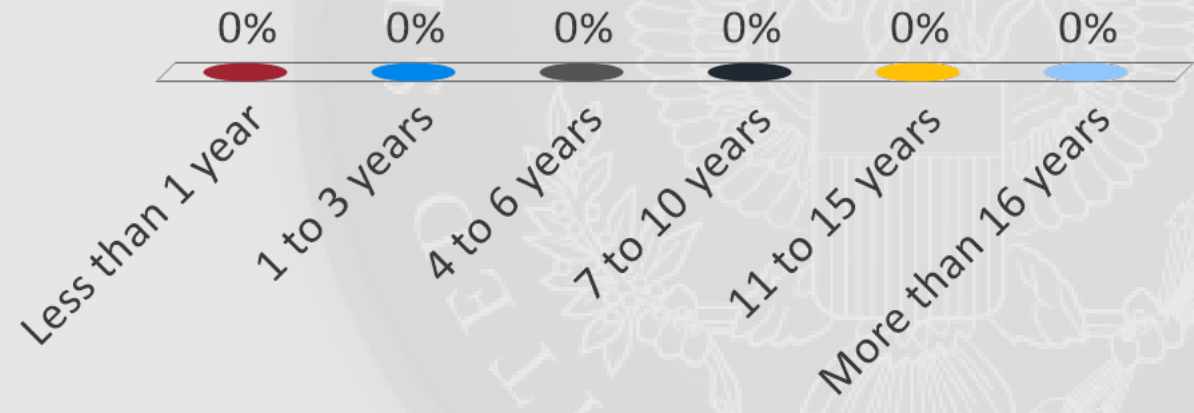 0% 0% 0% 0% 0% 0%
Less than 1 year
1 to 3 years
4 to 6 years
7 to 10 years
11 to 15 years
More than 16 years